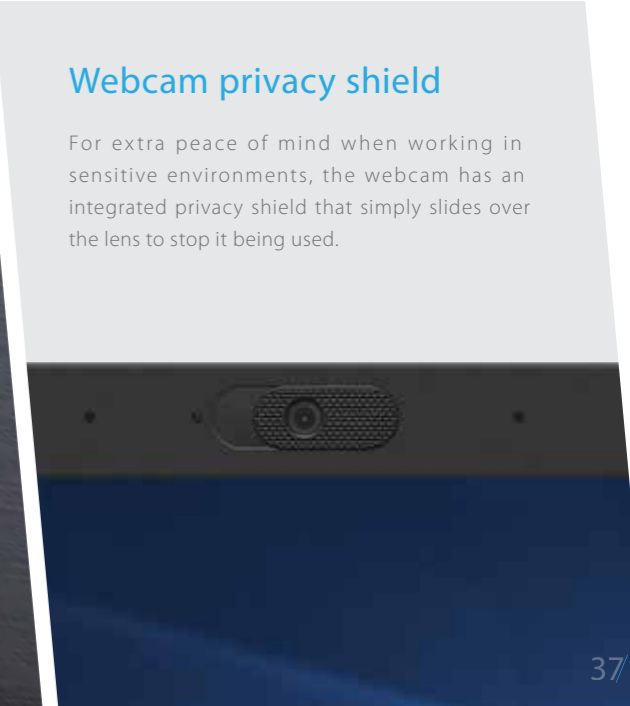 Webcam privacy shield
For extra peace of mind when working in
sensitive environments, the webcam has an
integrated privacy shield that simply slides over
the lens to stop it being used.
37/